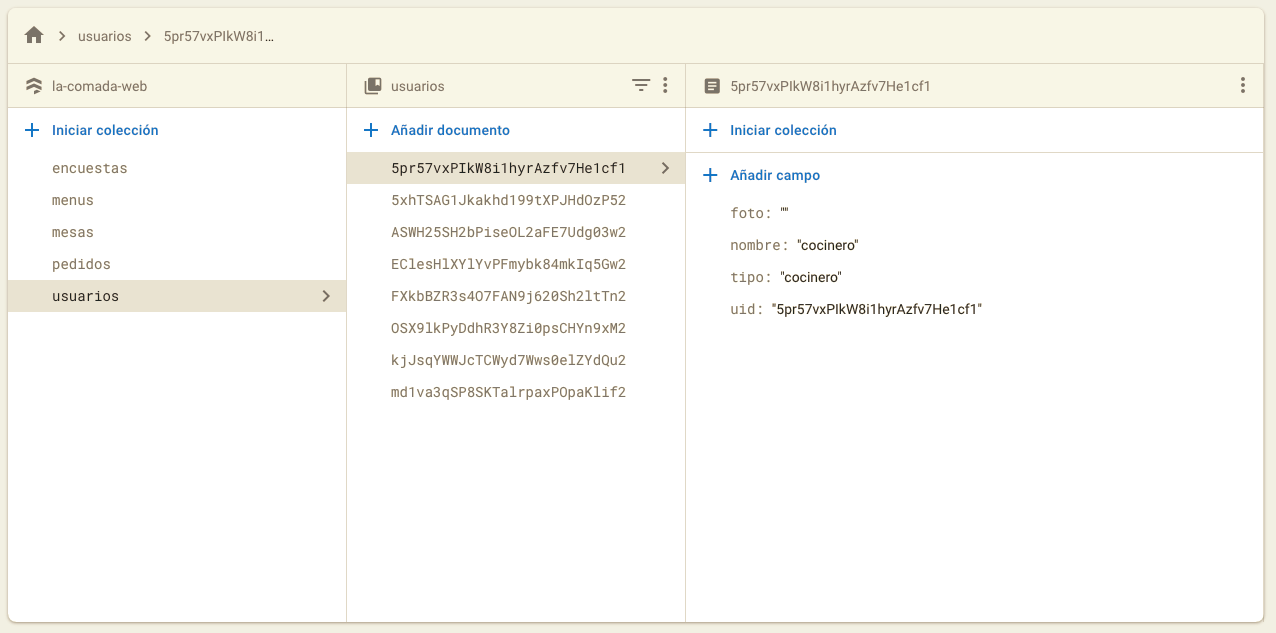 usuarios
5pr57vxPIkW8i1...
la-comada-web
Iniciar colección
encuestas
menus
mesas
pedidos
usuarios
usuarios
Añadir documento
5pr57vxPIkW8i1hyrAzfv7He1cf1
5xhTSAG1Jkakhd199tXPJHdOzP52
ASWH25SH2bPiseOL2aFE7Udg03w2
EClesHlXYlYvPFmybk84mkIq5Gw2
FXkbBZR3s4O7FAN9j620Sh2ltTn2
OSX9lkPyDdhR3Y8Zi0psCHYn9xM2
kjJsqYWWJcTCWyd7Wws0elZYdQu2
md1va3qSP8SKTalrpaxPOpaKlif2
5pr57vxPIkW8i1hyrAzfv7He1cf1
Iniciar colección
Añadir campo
foto: ""
nombre: "cocinero"
tipo: "cocinero"
uid: "5pr57vxPIkW8i1hyrAzfv7He1cf1"